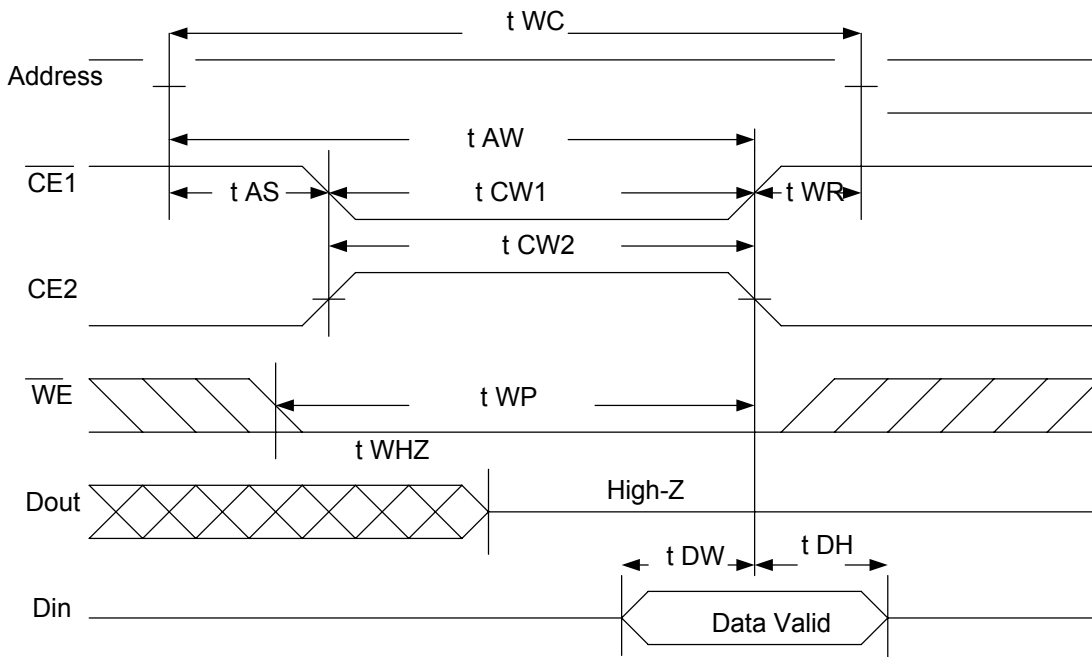 t WC
Address
t AW
CE1
t AS
t CW1
t WR
t CW2
CE2
WE
t WP
t WHZ
Dout
High-Z
t DW
t DH
Din
Data Valid